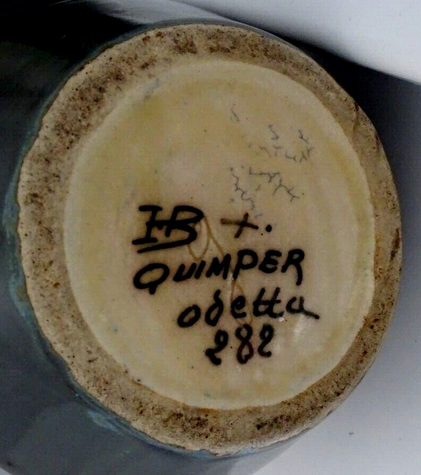 HB +.
QUIMPER
odetta
282